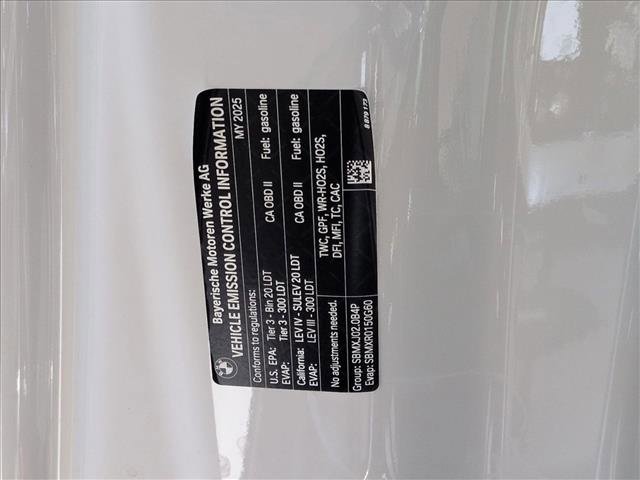 Bayerische Motoren Werke AG
VEHICLE EMISSION CONTROL INFORMATION
Conforms to regulations: MY 2025
U.S. EPA: Tier 3 - Bin 20 LDT CA OBD II Fuel: gasoline
EVAP: Tier 3 - 300 LDT
California: LEV IV - SULEV 20 LDT CA OBD II Fuel: gasoline
EVAP: LEV III - 300 LDT
No adjustments needed. TWC, GPF, WR-HO2S, HO2S,
DFI, MFI, TC, CAC
Group: SBMXJ02.0B4P
Evap: SBMXR0150G60
8 879 173